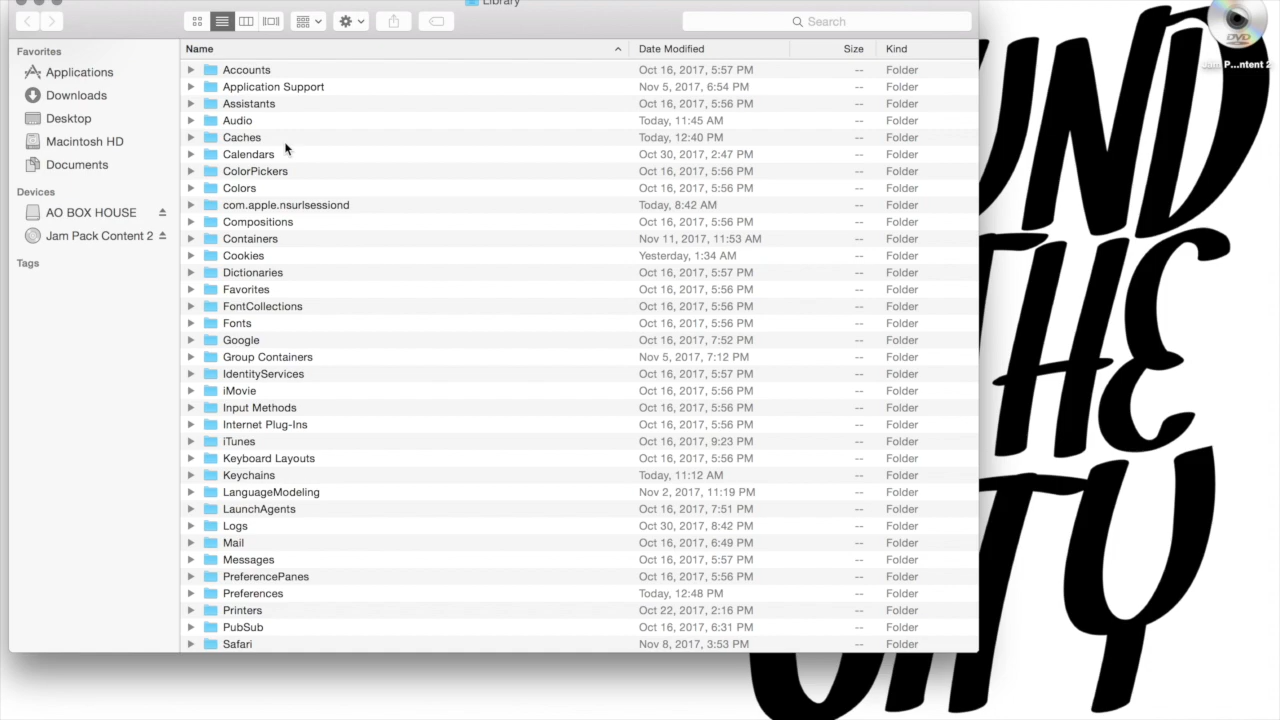 Library
Search
Favorites
Applications
Downloads
Desktop
Macintosh HD
Documents
Devices
AO BOX HOUSE
Jam Pack Content 2
Tags
Name Date Modified Size Kind
Accounts Oct 16, 2017, 5:57 PM -- Folder
Application Support Nov 5, 2017, 6:54 PM -- Folder
Assistants Oct 16, 2017, 5:56 PM -- Folder
Audio Today, 11:45 AM -- Folder
Caches Today, 12:40 PM -- Folder
Calendars Oct 30, 2017, 2:47 PM -- Folder
ColorPickers Oct 16, 2017, 5:56 PM -- Folder
Colors Oct 16, 2017, 5:56 PM -- Folder
com.apple.nsurlsessiond Today, 8:42 AM -- Folder
Compositions Oct 16, 2017, 5:56 PM -- Folder
Containers Nov 11, 2017, 11:53 AM -- Folder
Cookies Yesterday, 1:34 AM -- Folder
Dictionaries Oct 16, 2017, 5:57 PM -- Folder
Favorites Oct 16, 2017, 5:56 PM -- Folder
FontCollections Oct 16, 2017, 5:56 PM -- Folder
Fonts Oct 16, 2017, 5:56 PM -- Folder
Google Oct 16, 2017, 7:52 PM -- Folder
Group Containers Nov 5, 2017, 7:12 PM -- Folder
IdentityServices Oct 16, 2017, 5:57 PM -- Folder
iMovie Oct 16, 2017, 5:56 PM -- Folder
Input Methods Oct 16, 2017, 5:56 PM -- Folder
Internet Plug-Ins Oct 16, 2017, 5:56 PM -- Folder
iTunes Oct 16, 2017, 9:23 PM -- Folder
Keyboard Layouts Oct 16, 2017, 5:56 PM -- Folder
Keychains Today, 11:12 AM -- Folder
LanguageModeling Nov 2, 2017, 11:19 PM -- Folder
LaunchAgents Oct 16, 2017, 7:51 PM -- Folder
Logs Oct 30, 2017, 8:42 PM -- Folder
Mail Oct 16, 2017, 6:49 PM -- Folder
Messages Oct 16, 2017, 5:57 PM -- Folder
PreferencePanes Oct 16, 2017, 5:56 PM -- Folder
Preferences Today, 12:48 PM -- Folder
Printers Oct 22, 2017, 2:16 PM -- Folder
PubSub Oct 16, 2017, 6:31 PM -- Folder
Safari Nov 8, 2017, 3:53 PM -- Folder
DVD
Jam P...ntent 2
UND
THE
CITY